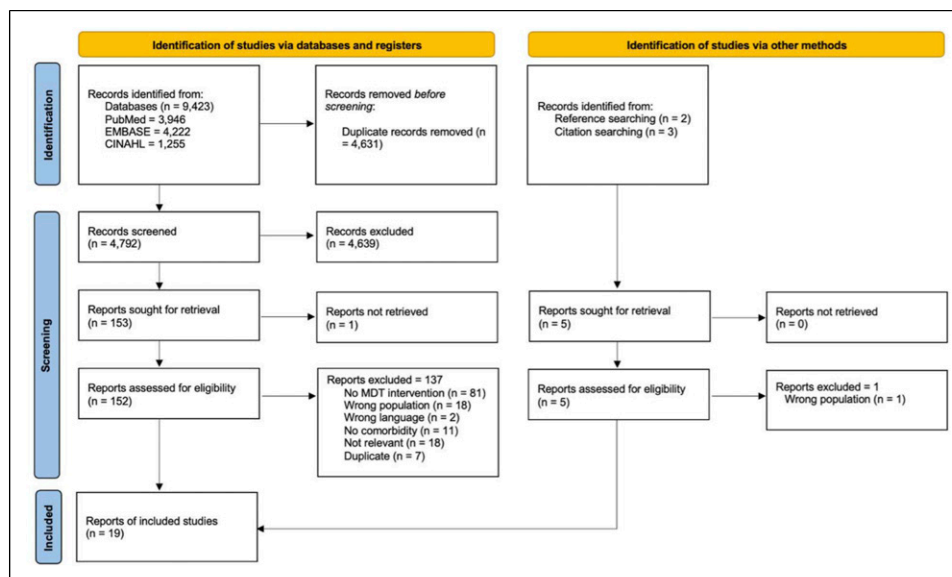 Identification of studies via databases and registers
Identification of studies via other methods
Identification
Records identified from:
Databases (n = 9,423)
PubMed = 3,946
EMBASE = 4,222
CINAHL = 1,255
Records removed before
screening:
Duplicate records removed (n
= 4,631)
Records identified from:
Reference searching (n = 2)
Citation searching (n = 3)
Screening
Records screened
(n = 4,792)
Records excluded
(n = 4,639)
Reports sought for retrieval
(n = 153)
Reports not retrieved
(n = 1)
Reports sought for retrieval
(n = 5)
Reports not retrieved
(n = 0)
Reports assessed for eligibility
(n = 152)
Reports excluded = 137
No MDT intervention (n = 81)
Wrong population (n = 18)
Wrong language (n = 2)
No comorbidity (n = 11)
Not relevant (n = 18)
Duplicate (n = 7)
Reports assessed for eligibility
(n = 5)
Reports excluded = 1
Wrong population (n = 1)
Included
Reports of included studies
(n = 19)